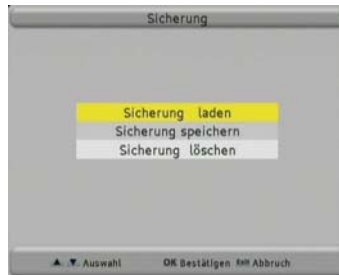 Sicherung
Sicherung laden
Sicherung speichern
Sicherung löschen
▲ ▼ Auswahl OK Bestätigen Exit Abbruch